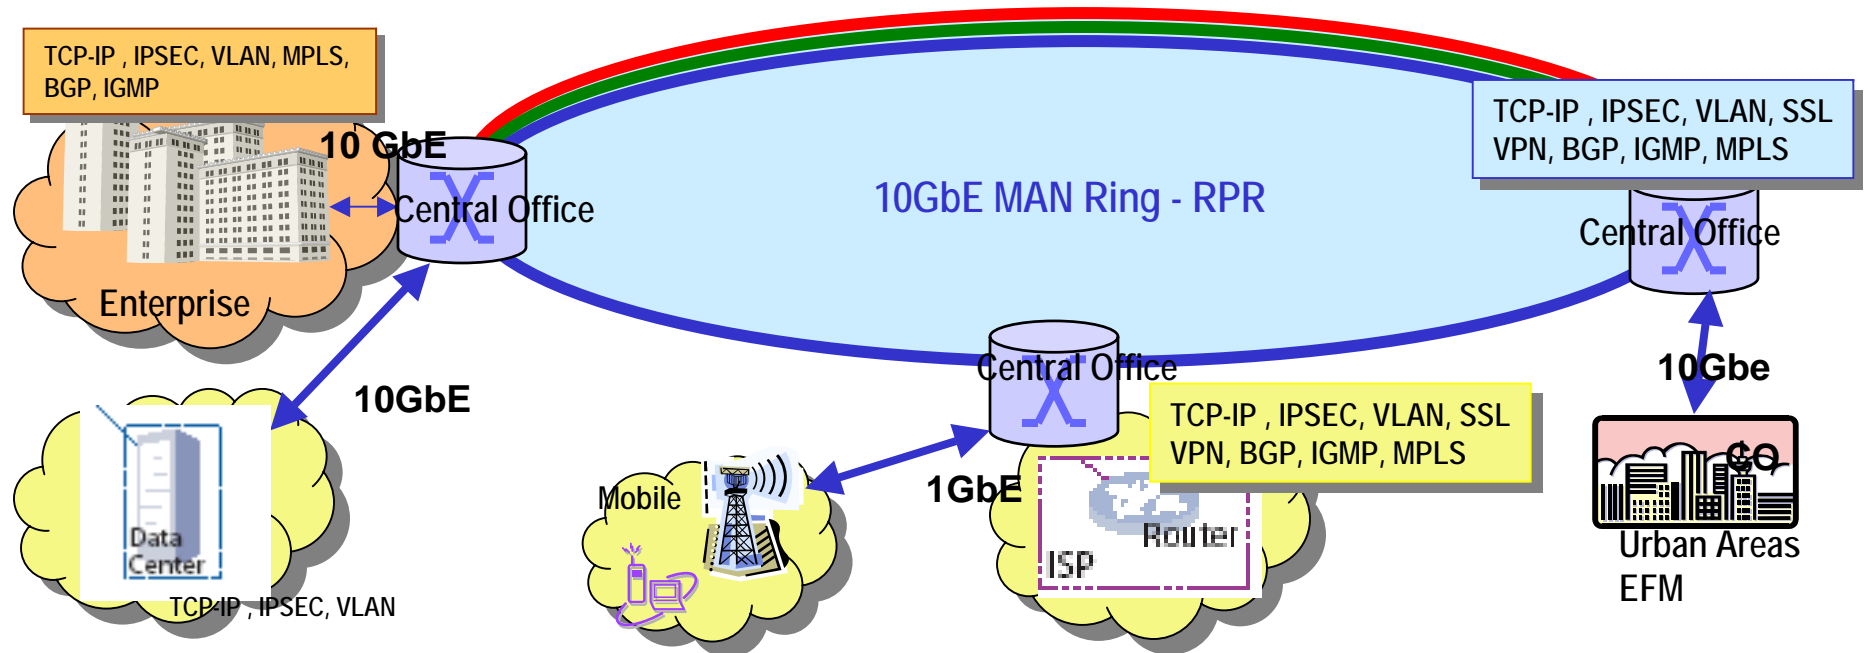 TCP-IP , IPSEC, VLAN, MPLS,
BGP, IGMP
10 GbE
Central Office
Enterprise
10GbE MAN Ring - RPR
TCP-IP , IPSEC, VLAN, SSL
VPN, BGP, IGMP, MPLS
Central Office
10Gbe
CO
Urban Areas
EFM
Central Office
TCP-IP , IPSEC, VLAN, SSL
VPN, BGP, IGMP, MPLS
10GbE
Data
Center
TCP-IP , IPSEC, VLAN
Mobile
1GbE
Router
ISP